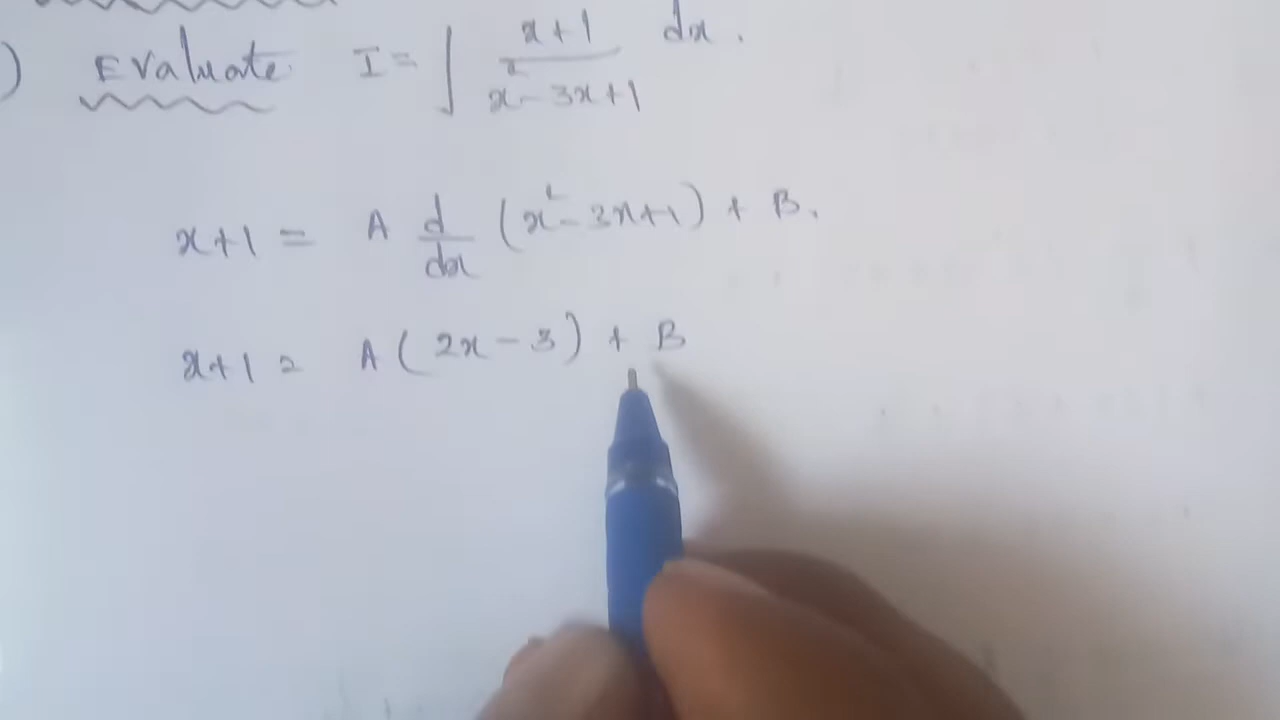 ) Evaluate I = ∫ x+1 / x² - 3x + 1 dx.
x+1 = A d/dx (x² - 3x+1) + B.
x+1 = A ( 2x - 3 ) + B